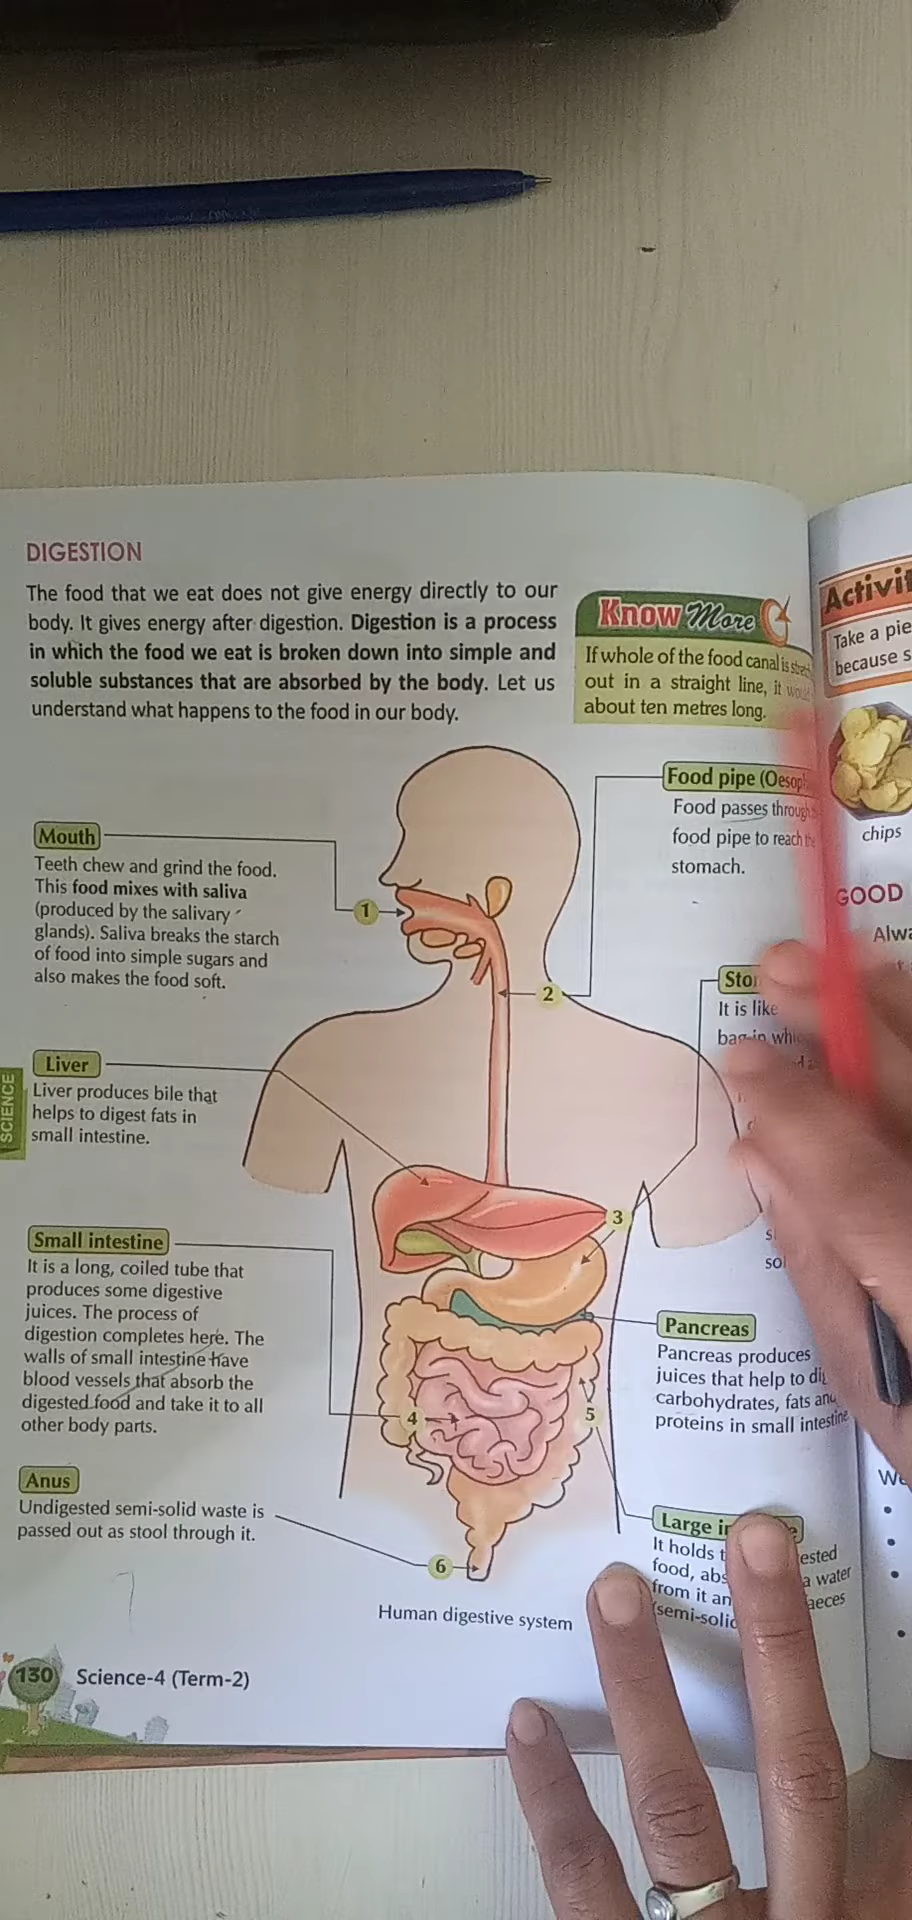 DIGESTION
The food that we eat does not give energy directly to our
body. It gives energy after digestion. Digestion is a process
in which the food we eat is broken down into simple and
soluble substances that are absorbed by the body. Let us
understand what happens to the food in our body.
Know More
If whole of the food canal is
out in a straight line, it
about ten metres long.
Food pipe
Food passes through
food pipe to reach
stomach.
Mouth
Teeth chew and grind the food.
This food mixes with saliva
(produced by the salivary
glands). Saliva breaks the starch
of food into simple sugars and
also makes the food soft.
1
2
It is like
bag in
Liver
Liver produces bile that
helps to digest fats in
small intestine.
SCIENCE
3
Small intestine
It is a long, coiled tube that
produces some digestive
juices. The process of
digestion completes here. The
walls of small intestine have
blood vessels that absorb the
digested food and take it to all
other body parts.
4
5
Pancreas
Pancreas produces
juices that help to
carbohydrates, fats and
proteins in small intestine
Anus
Undigested semi-solid waste is
passed out as stool through it.
6
Large
It holds
food,
water
from it
(semi-solid
Human digestive system
130 Science-4 (Term-2)
Take a
because
chips
GOOD